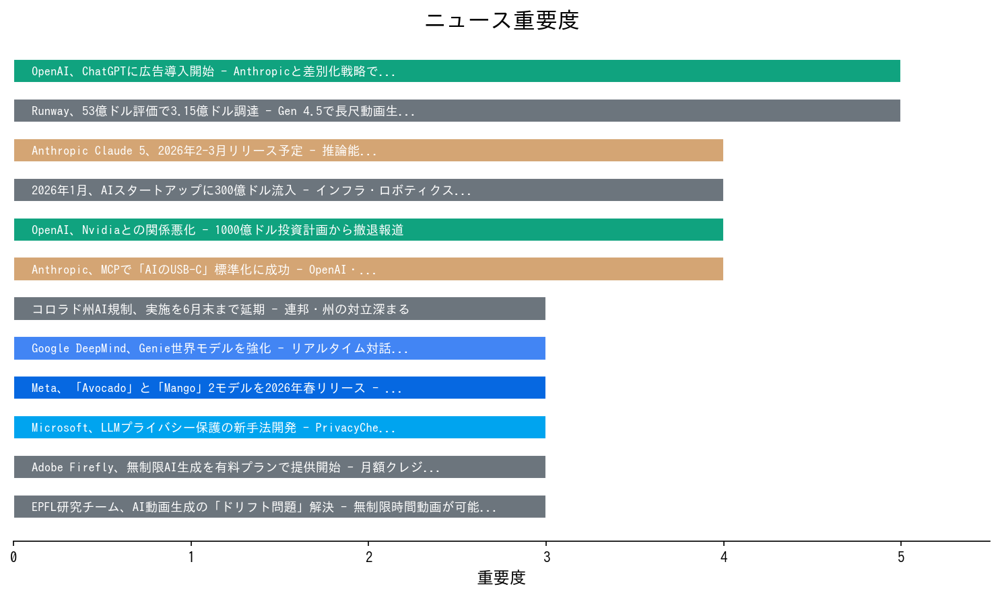 ニュース重要度
OpenAI、ChatGPTに広告導入開始 - Anthropicと差別化戦略で...
Runway、53億ドル評価で3.15億ドル調達 - Gen 4.5で長尺動画生...
Anthropic Claude 5、2026年2-3月リリース予定 - 推論能...
2026年1月、AIスタートアップに300億ドル流入 - インフラ・ロボティクス...
OpenAI、Nvidiaとの関係悪化 - 1000億ドル投資計画から撤退報道
Anthropic、MCPで「AIのUSB-C」標準化に成功 - OpenAI・...
コロラド州AI規制、実施を6月末まで延期 - 連邦・州の対立深まる
Google DeepMind、Genie世界モデルを強化 - リアルタイム対話...
Meta、「Avocado」と「Mango」2モデルを2026年春リリース - ...
Microsoft、LLMプライバシー保護の新手法開発 - PrivacyChe...
Adobe Firefly、無制限AI生成を有料プランで提供開始 - 月額クレジ...
EPFL研究チーム、AI動画生成の「ドリフト問題」解決 - 無制限時間動画が可能...
0 1 2 3 4 5
重要度